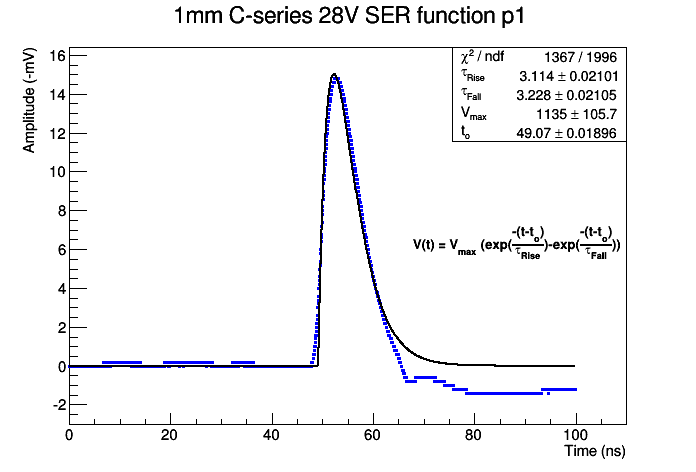 1mm C-series 28V SER function p1
Amplitude (-mV)
16
14
12
10
8
6
4
2
0
-2
χ² / ndf 1367 / 1996
τRise 3.114 ± 0.02101
τFall 3.228 ± 0.02105
Vmax 1135 ± 105.7
to 49.07 ± 0.01896
V(t) = Vmax (exp(-(t-to)/τRise)-exp(-(t-to)/τFall))
0 20 40 60 80 100
Time (ns)